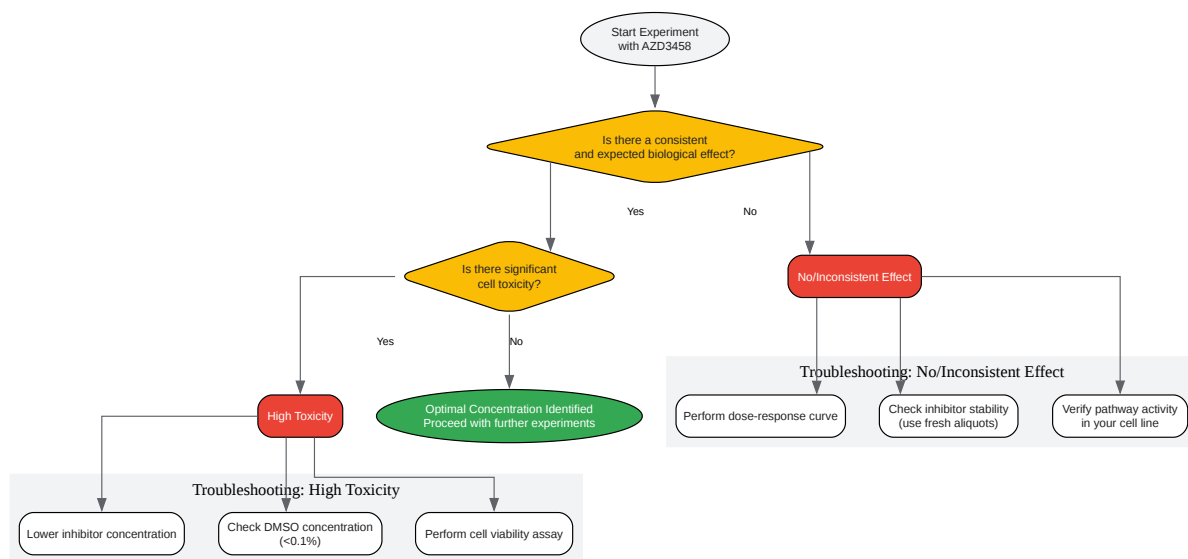 Start Experiment
with AZD3458
Is there a consistent
and expected biological effect?
Yes
No
Is there significant
cell toxicity?
No/Inconsistent Effect
Yes
No
Troubleshooting: No/Inconsistent Effect
High Toxicity
Optimal Concentration Identified
Proceed with further experiments
Perform dose-response curve
Check inhibitor stability
(use fresh aliquots)
Verify pathway activity
in your cell line
Troubleshooting: High Toxicity
Lower inhibitor concentration
Check DMSO concentration
(<0.1%)
Perform cell viability assay